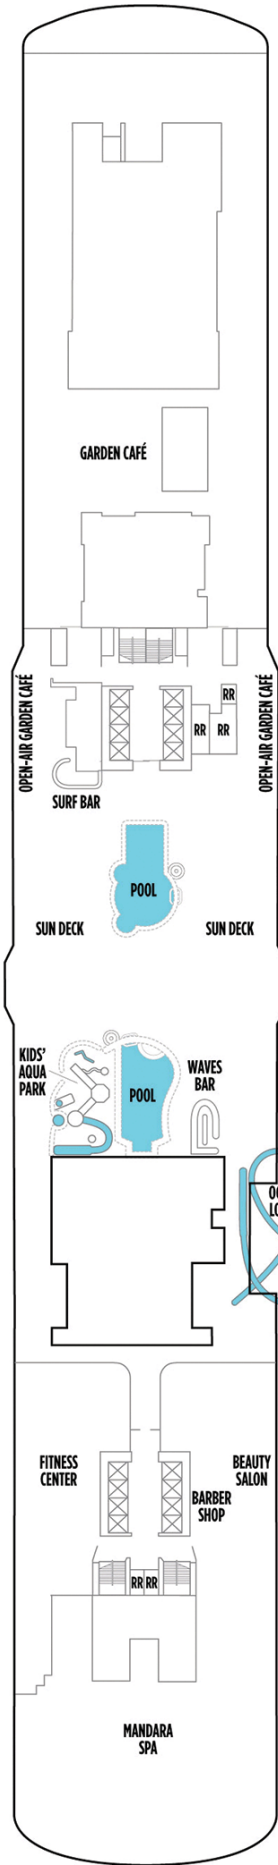 GARDEN CAFÉ
OPEN-AIR GARDEN CAFÉ
OPEN-AIR GARDEN CAFÉ
RR
RR
RR
SURF BAR
POOL
SUN DECK
SUN DECK
KIDS'
AQUA
PARK
POOL
WAVES
BAR
FITNESS
CENTER
BEAUTY
SALON
BARBER
SHOP
RR
RR
MANDARA
SPA